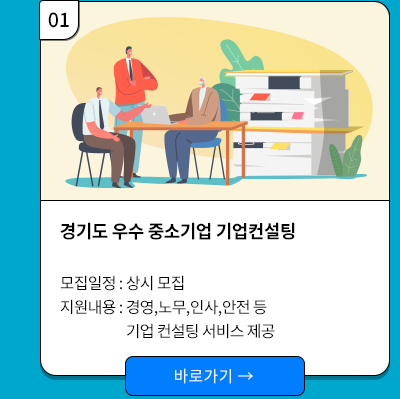 01
경기도 우수 중소기업 기업컨설팅
모집일정 : 상시 모집
지원내용 : 경영,노무,인사,안전 등
기업 컨설팅 서비스 제공
바로가기 →